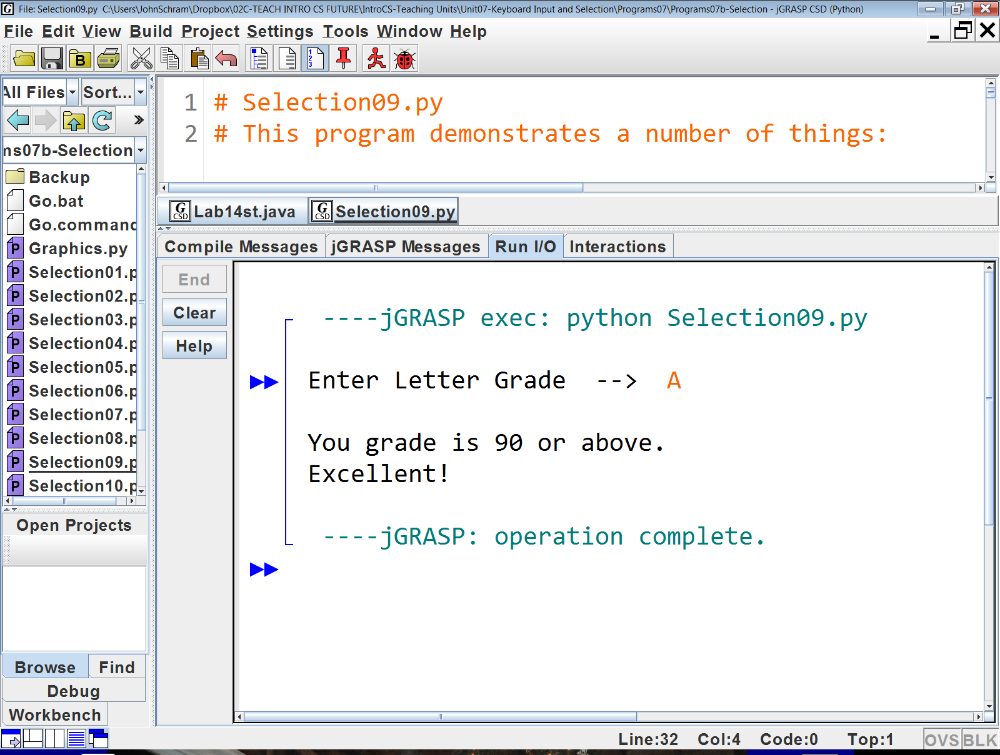 File: Selection09.py  C:\Users\JohnSchram\Dropbox\02C-TEACH INTRO CS FUTURE\IntroCS-Teaching Units\Unit07-Keyboard Input and Selection\Programs07\Programs07b-Selection - jGRASP CSD (Python)
File Edit View Build Project Settings Tools Window Help
All Files Sort...
ms07b-Selection
Backup
Go.bat
Go.command
Graphics.py
Selection01.p
Selection02.p
Selection03.p
Selection04.p
Selection05.p
Selection06.p
Selection07.p
Selection08.p
Selection09.p
Selection10.p
Open Projects
Browse Find
Debug
Workbench
1 # Selection09.py
2 # This program demonstrates a number of things:
G CSD Lab14st.java G CSD Selection09.py
Compile Messages jGRASP Messages Run I/O Interactions
End
Clear
Help
----jGRASP exec: python Selection09.py
Enter Letter Grade  -->  A
You grade is 90 or above.
Excellent!
----jGRASP: operation complete.
Line:32 Col:4 Code:0 Top:1 OVS BLK